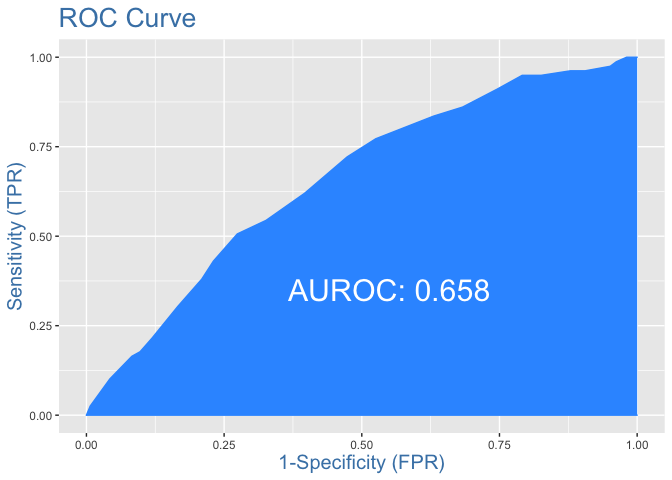 ROC Curve
1.00
0.75
0.50
0.25
0.00
Sensitivity (TPR)
AUROC: 0.658
0.00 0.25 0.50 0.75 1.00
1-Specificity (FPR)